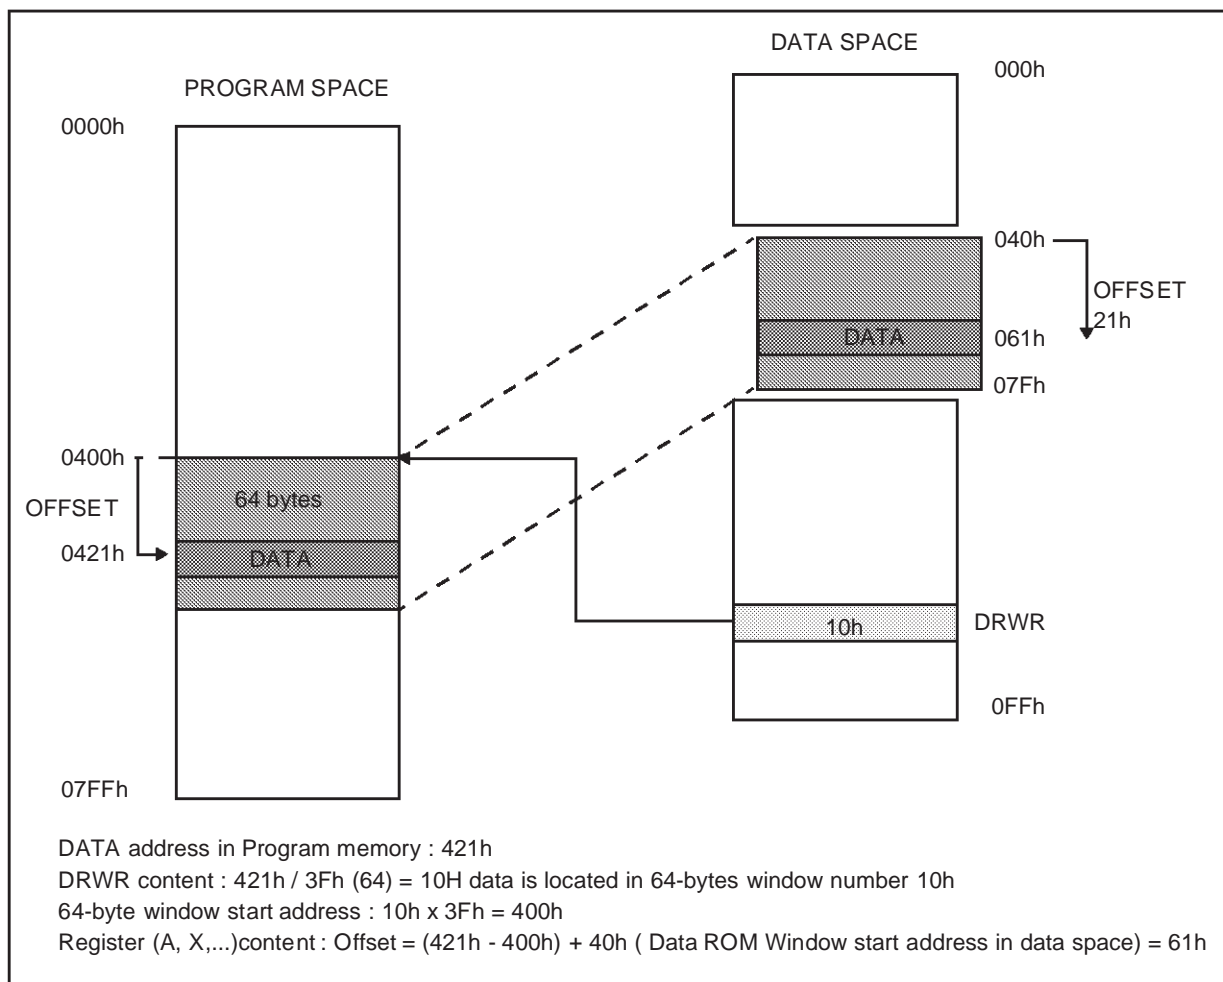 DATA SPACE
000h
PROGRAM SPACE
0000h
040h
OFFSET
21h
DATA
061h
07Fh
0400h
64 bytes
OFFSET
0421h
DATA
10h
DRWR
0FFh
07FFh
DATA address in Program memory : 421h
DRWR content : 421h / 3Fh (64) = 10H data is located in 64-bytes window number 10h
64-byte window start address : 10h x 3Fh = 400h
Register (A, X,...)content : Offset = (421h - 400h) + 40h ( Data ROM Window start address in data space) = 61h